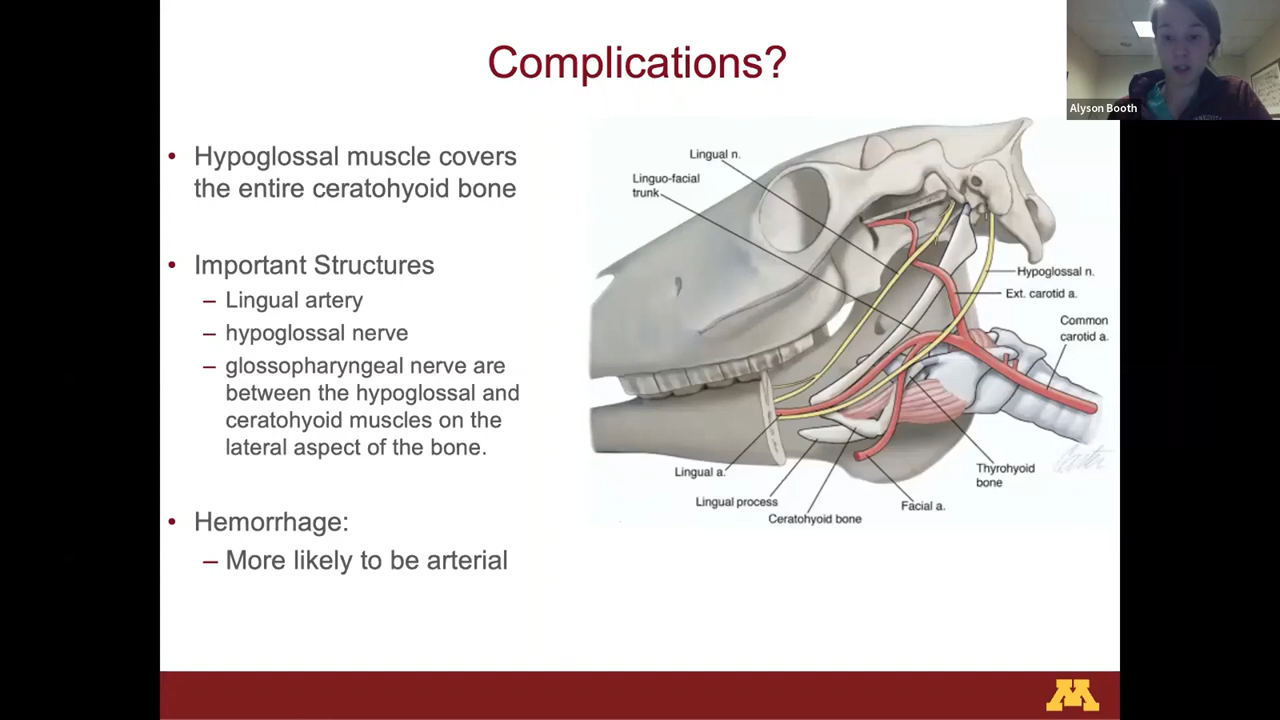 Complications?
Alyson Booth
• Hypoglossal muscle covers
the entire ceratohyoid bone
• Important Structures
– Lingual artery
– hypoglossal nerve
– glossopharyngeal nerve are
between the hypoglossal and
ceratohyoid muscles on the
lateral aspect of the bone.
• Hemorrhage:
– More likely to be arterial
Lingual n.
Linguo-facial
trunk
Hypoglossal n.
Ext. carotid a.
Common
carotid a.
Thyrohyoid
bone
Lingual a.
Lingual process
Facial a.
Ceratohyoid bone
M